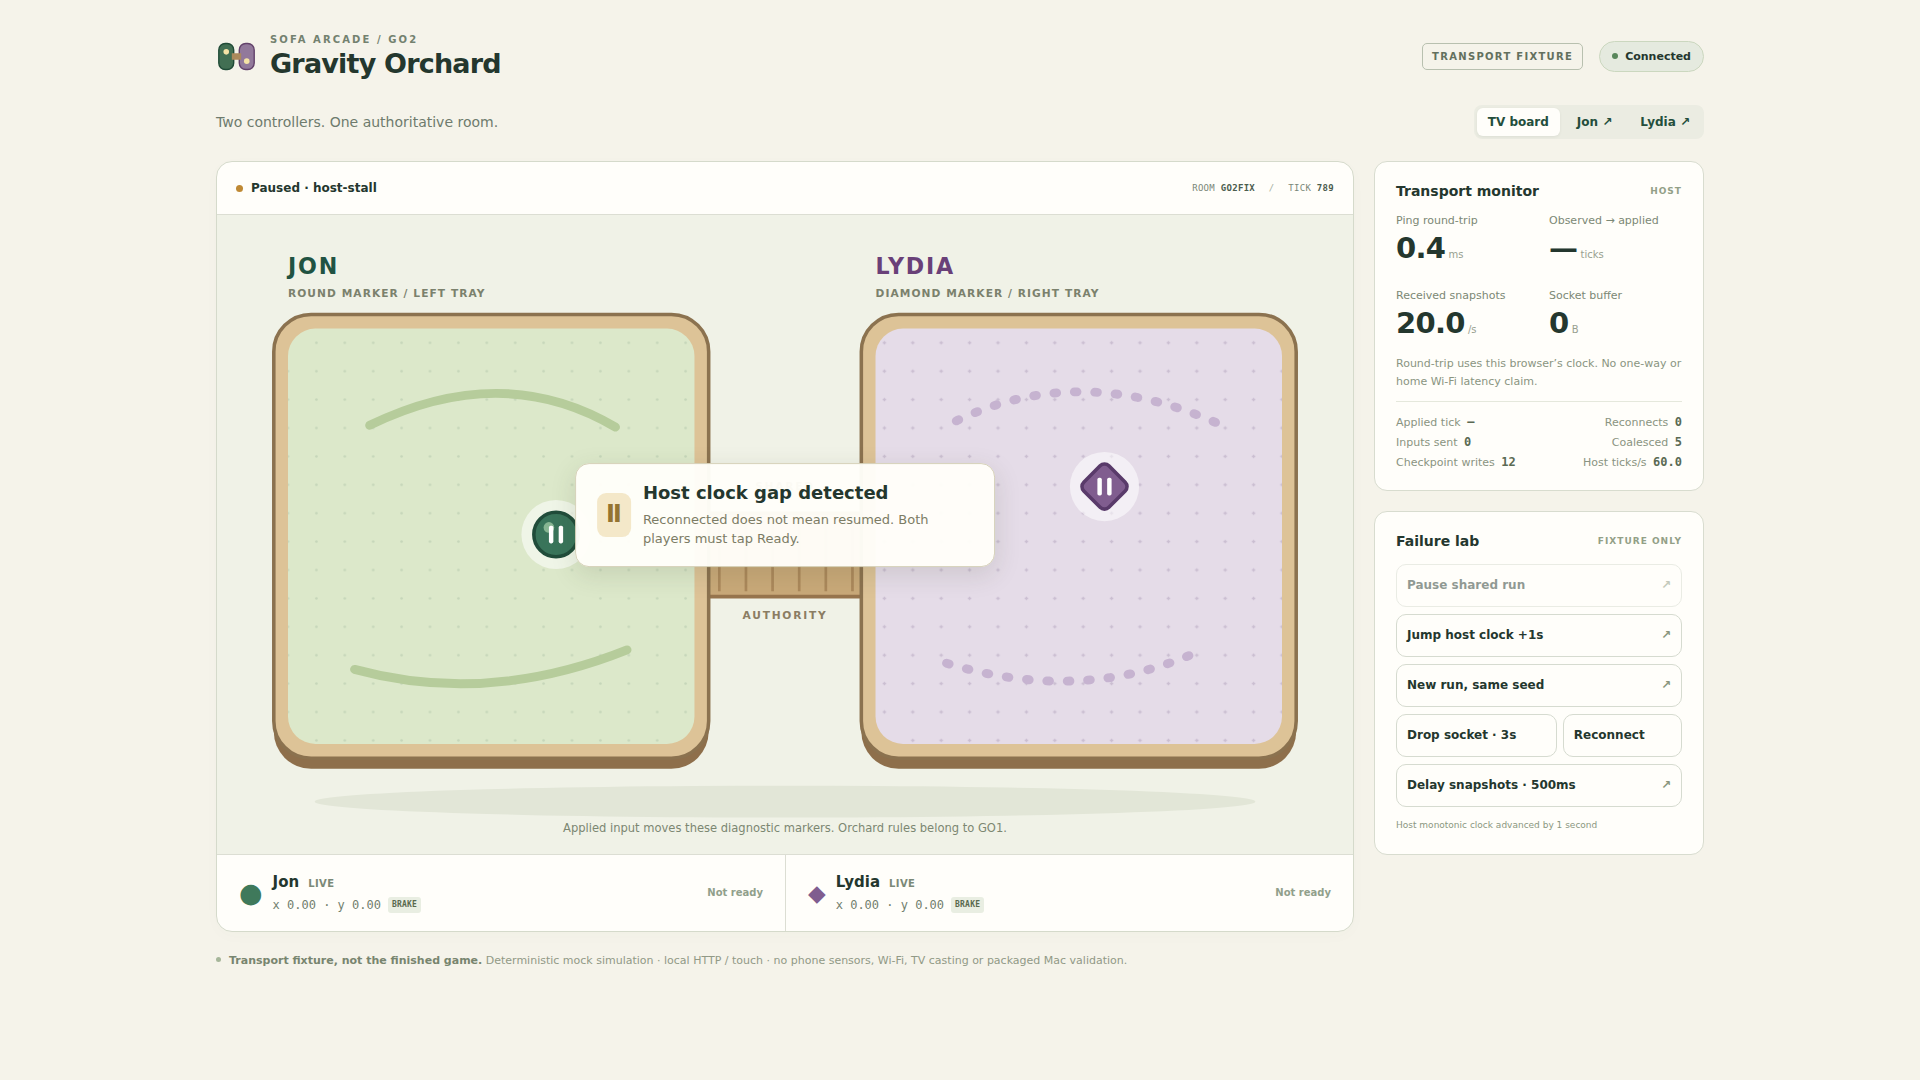 SOFA ARCADE / GO2
Gravity Orchard
TRANSPORT FIXTURE
Connected
Two controllers. One authoritative room.
TV board
Jon ↗
Lydia ↗
Paused · host-stall
ROOM GO2FIX / TICK 789
JON
ROUND MARKER / LEFT TRAY
LYDIA
DIAMOND MARKER / RIGHT TRAY
Host clock gap detected
Reconnected does not mean resumed. Both
players must tap Ready.
AUTHORITY
Applied input moves these diagnostic markers. Orchard rules belong to GO1.
Jon LIVE
x 0.00 · y 0.00 BRAKE
Not ready
Lydia LIVE
x 0.00 · y 0.00 BRAKE
Not ready
Transport monitor
HOST
Ping round-trip
0.4 ms
Observed → applied
— ticks
Received snapshots
20.0 /s
Socket buffer
0 B
Round-trip uses this browser’s clock. No one-way or
home Wi-Fi latency claim.
Applied tick —
Reconnects 0
Inputs sent 0
Coalesced 5
Checkpoint writes 12
Host ticks/s 60.0
Failure lab
FIXTURE ONLY
Pause shared run ↗
Jump host clock +1s ↗
New run, same seed ↗
Drop socket · 3s
Reconnect
Delay snapshots · 500ms ↗
Host monotonic clock advanced by 1 second
Transport fixture, not the finished game. Deterministic mock simulation · local HTTP / touch · no phone sensors, Wi-Fi, TV casting or packaged Mac validation.